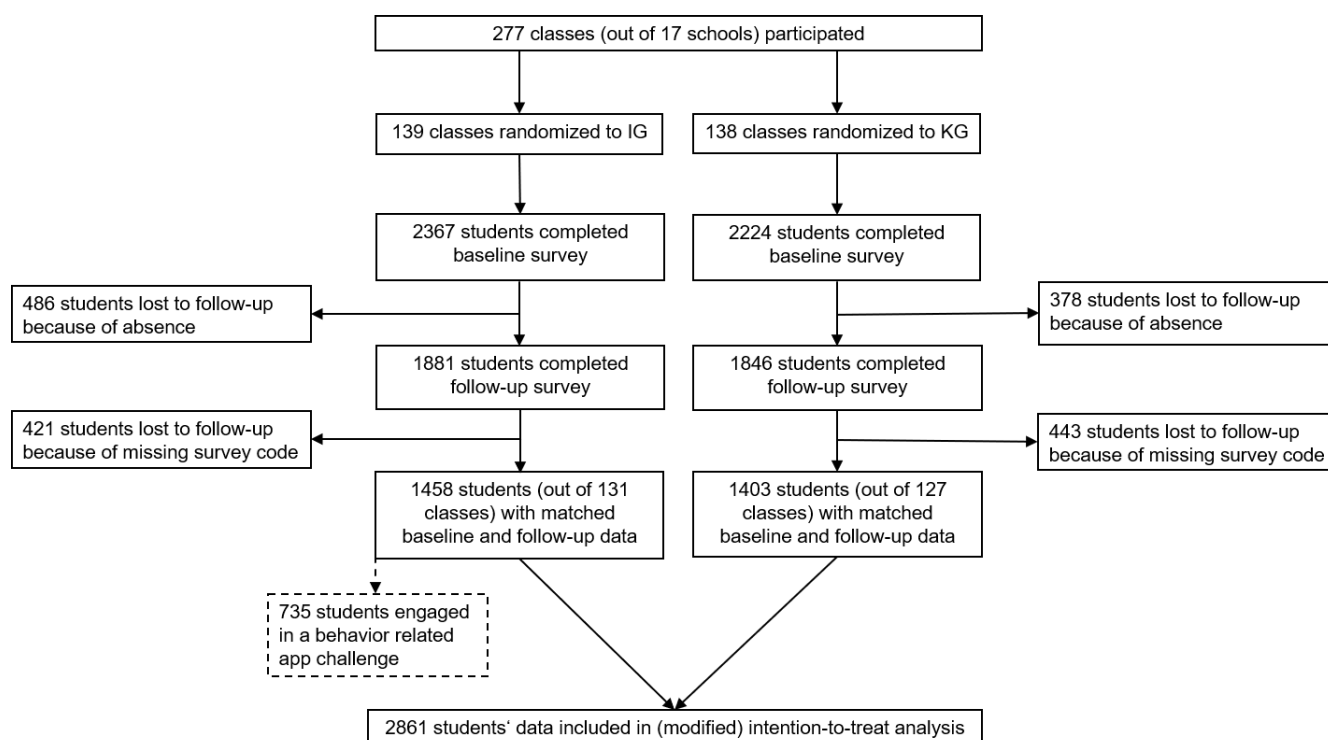 277 classes (out of 17 schools) participated
139 classes randomized to IG
138 classes randomized to KG
2367 students completed
baseline survey
2224 students completed
baseline survey
486 students lost to follow-up
because of absence
378 students lost to follow-up
because of absence
1881 students completed
follow-up survey
1846 students completed
follow-up survey
421 students lost to follow-up
because of missing survey code
443 students lost to follow-up
because of missing survey code
1458 students (out of 131
classes) with matched
baseline and follow-up data
1403 students (out of 127
classes) with matched
baseline and follow-up data
735 students engaged
in a behavior related
app challenge
2861 students‘ data included in (modified) intention-to-treat analysis